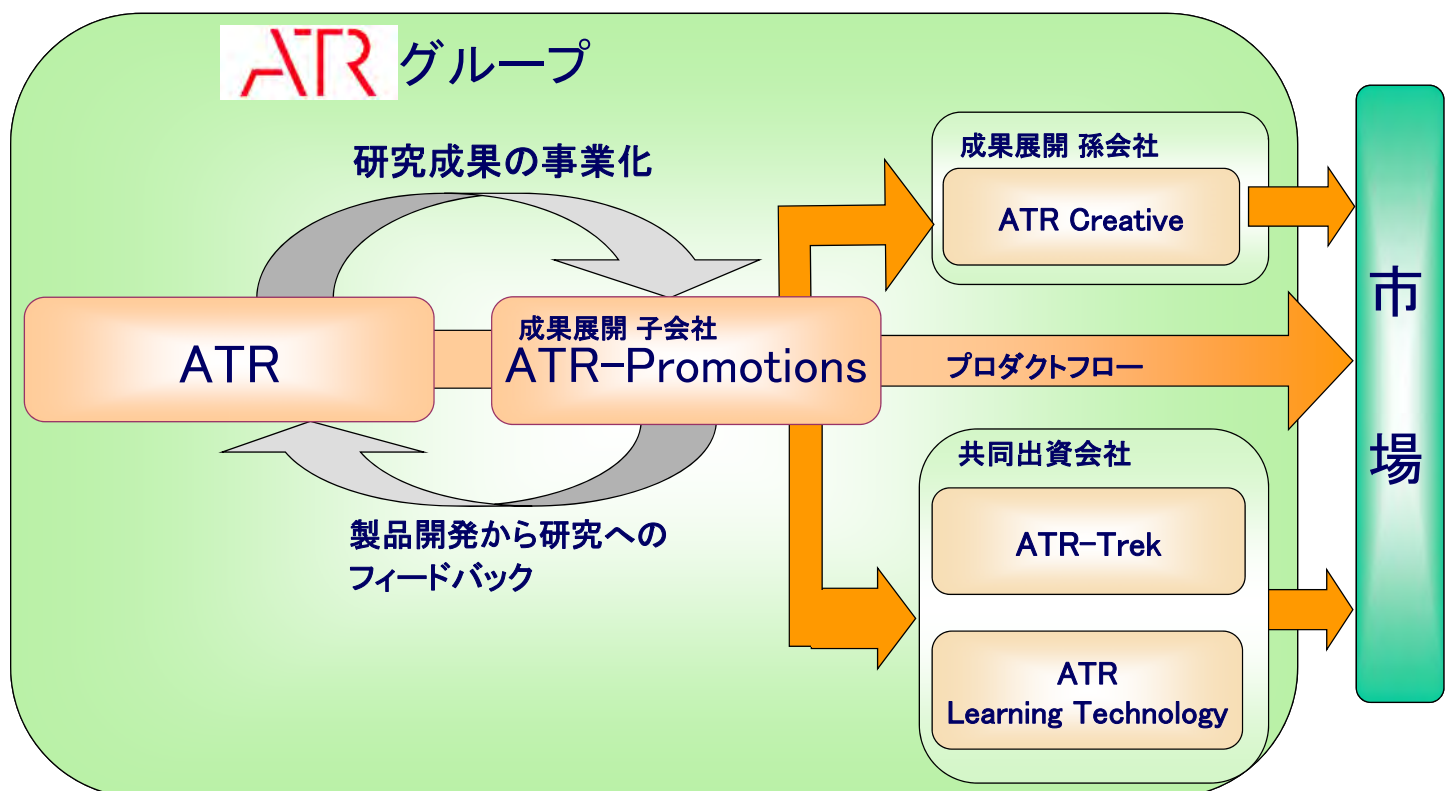 ATRグループ
研究成果の事業化
ATR
成果展開 子会社
ATR-Promotions
製品開発から研究への
フィードバック
成果展開 孫会社
ATR Creative
プロダクトフロー
共同出資会社
ATR-Trek
ATR
Learning Technology
市
場